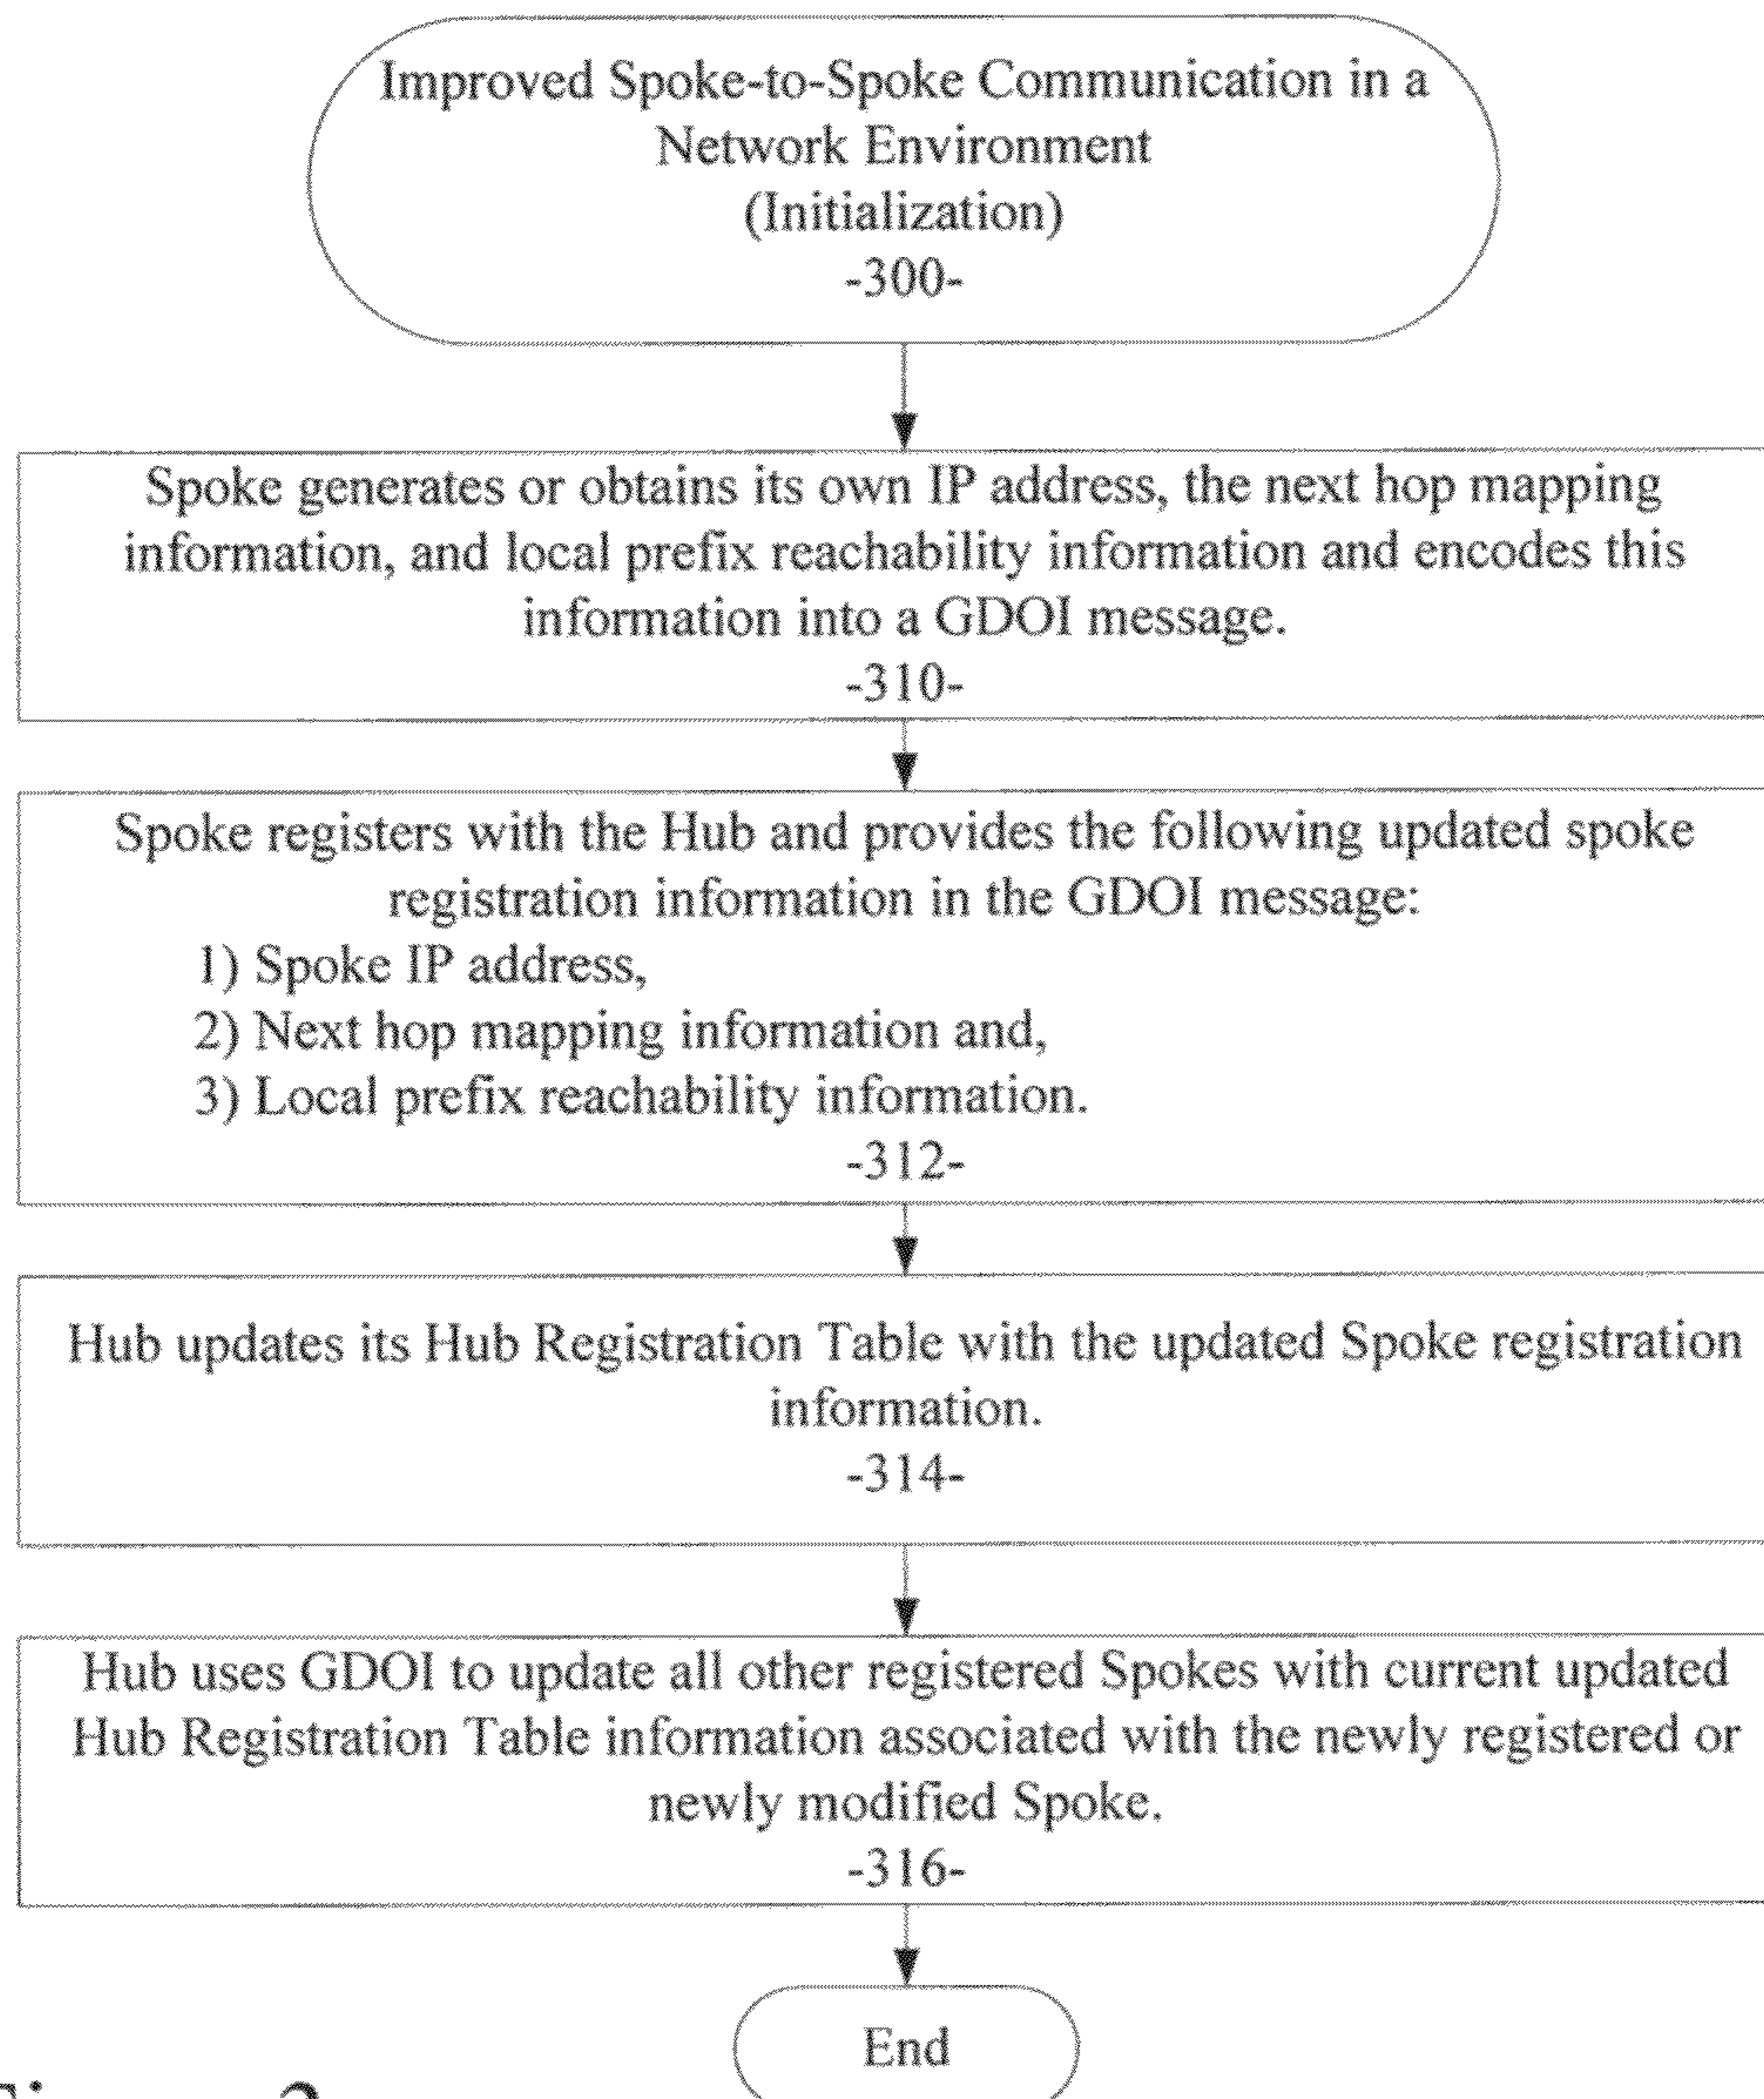 Improved Spoke-to-Spoke Communication in a
Network Environment
(Initialization)
-300-
Spoke generates or obtains its own IP address, the next hop mapping
information, and local prefix reachability information and encodes this
information into a GDOI message.
-310-
Spoke registers with the Hub and provides the following updated spoke
registration information in the GDOI message:
1) Spoke IP address,
2) Next hop mapping information and,
3) Local prefix reachability information.
-312-
Hub updates its Hub Registration Table with the updated Spoke registration
information.
-314-
Hub uses GDOI to update all other registered Spokes with current updated
Hub Registration Table information associated with the newly registered or
newly modified Spoke.
-316-
End